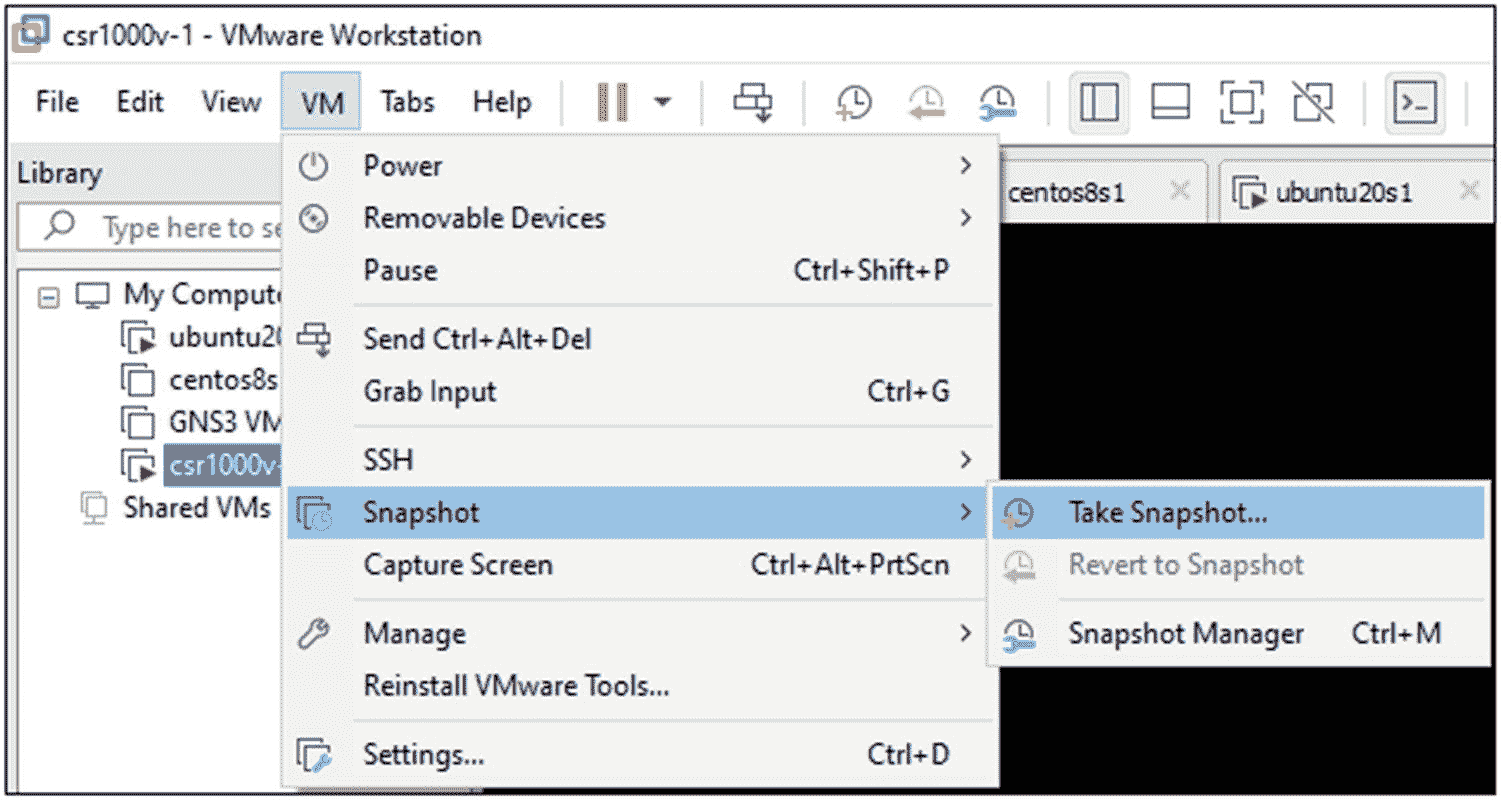 csr1000v-1 - VMware Workstation
File Edit View VM Tabs Help
Library
Type here to se
My Compute
ubuntu20
centos8s
GNS3 VM
csr1000v-
Shared VMs
Power
Removable Devices
Pause Ctrl+Shift+P
Send Ctrl+Alt+Del
Grab Input Ctrl+G
SSH
Snapshot
Capture Screen Ctrl+Alt+PrtScn
Manage
Reinstall VMware Tools...
Settings... Ctrl+D
centos8s1
ubuntu20s1
Take Snapshot...
Revert to Snapshot
Snapshot Manager Ctrl+M